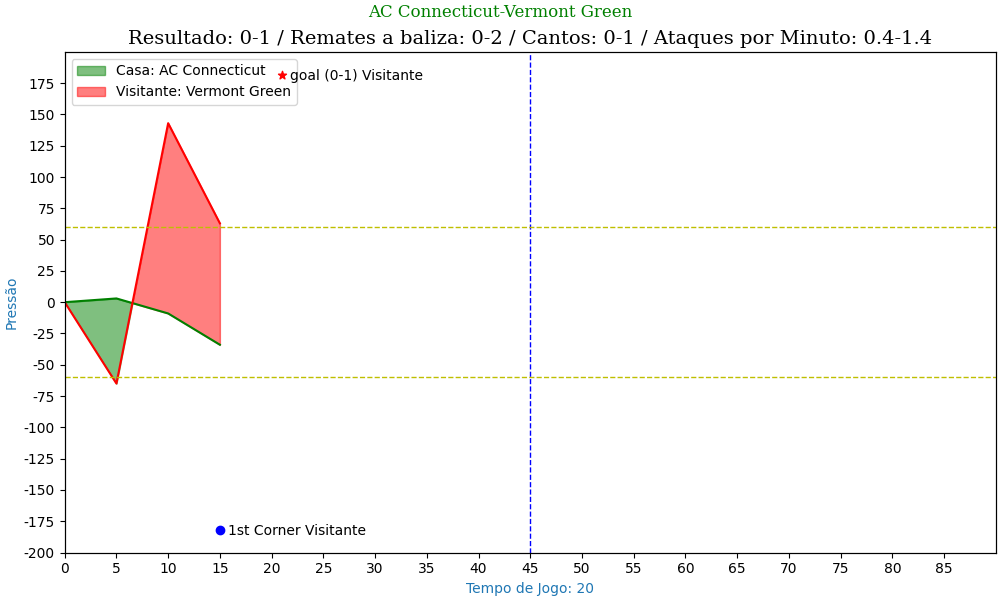 AC Connecticut-Vermont Green
Resultado: 0-1 / Remates a baliza: 0-2 / Cantos: 0-1 / Ataques por Minuto: 0.4-1.4
Casa: AC Connecticut
Visitante: Vermont Green
goal (0-1) Visitante
175
150
125
100
75
50
25
0
-25
-50
-75
-100
-125
-150
-175
-200
Pressão
1st Corner Visitante
0 5 10 15 20 25 30 35 40 45 50 55 60 65 70 75 80 85
Tempo de Jogo: 20